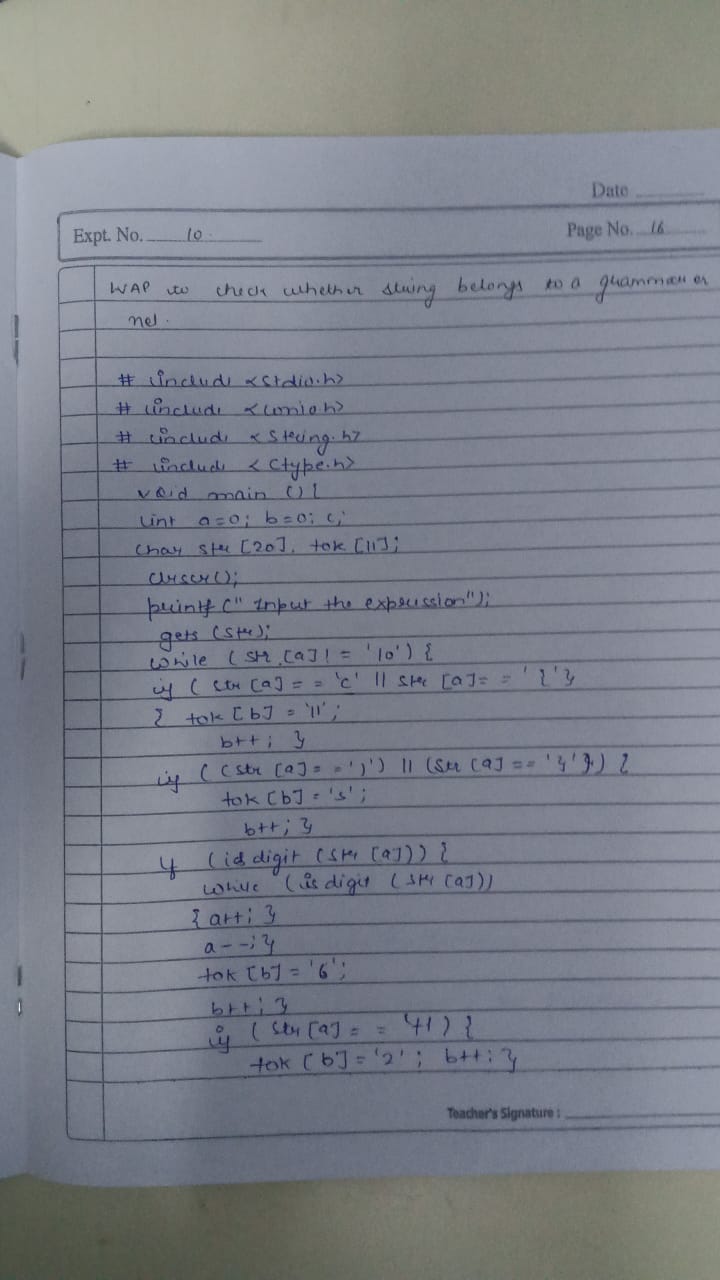 Date
Expt. No. 10.
Page No. 16
WAP to check whether string belongs to a grammar or
not.
# include <stdio.h>
# include <conio.h>
# include <string.h>
# include <ctype.h>
void main () {
int a=0; b=0; c;
char str [20], tok [11];
clrscr();
printf (" Input the expression");
gets (str);
while ( str [a] != '\0') {
if ( str [a] = = '(' || str [a] = = '{' }
{ tok [b] = '11';
b++; }
if ( ( str [a] = = ')') || (str [a] == '}' }) {
tok [b] = '5';
b++; }
if (isdigit (str [a])) {
while (isdigit (str [a]))
{ a++; }
a--; }
tok [b] = '6';
b++; }
if ( str [a] = = '+') {
tok [b] = '2'; b++; }
Teacher's Signature :